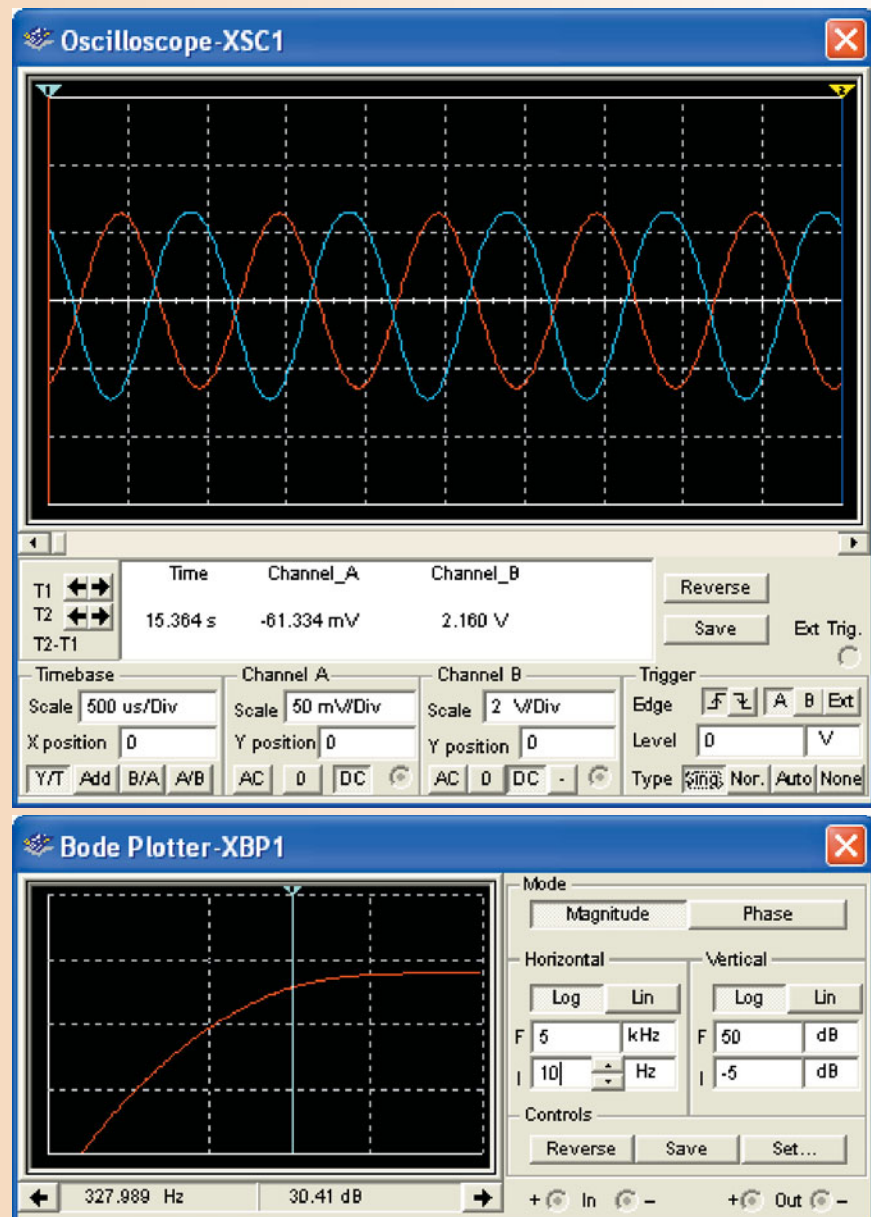 Oscilloscope-XSC1
1 2
Time Channel_A Channel_B
T1
T2 15.364 s -61.334 mV 2.160 V
T2-T1
Reverse
Save
Ext Trig.
Timebase
Scale 500 us/Div
X position 0
Y/T Add B/A A/B
Channel A
Scale 50 mV/Div
Y position 0
AC 0 DC
Channel B
Scale 2 V/Div
Y position 0
AC 0 DC -
Trigger
Edge A B Ext
Level 0 V
Type Sing. Nor. Auto None
Bode Plotter-XBP1
Mode
Magnitude Phase
Horizontal
Log Lin
F 5 kHz
I 10 Hz
Vertical
Log Lin
F 50 dB
I -5 dB
Controls
Reverse Save Set...
327.989 Hz 30.41 dB
+ In - + Out -